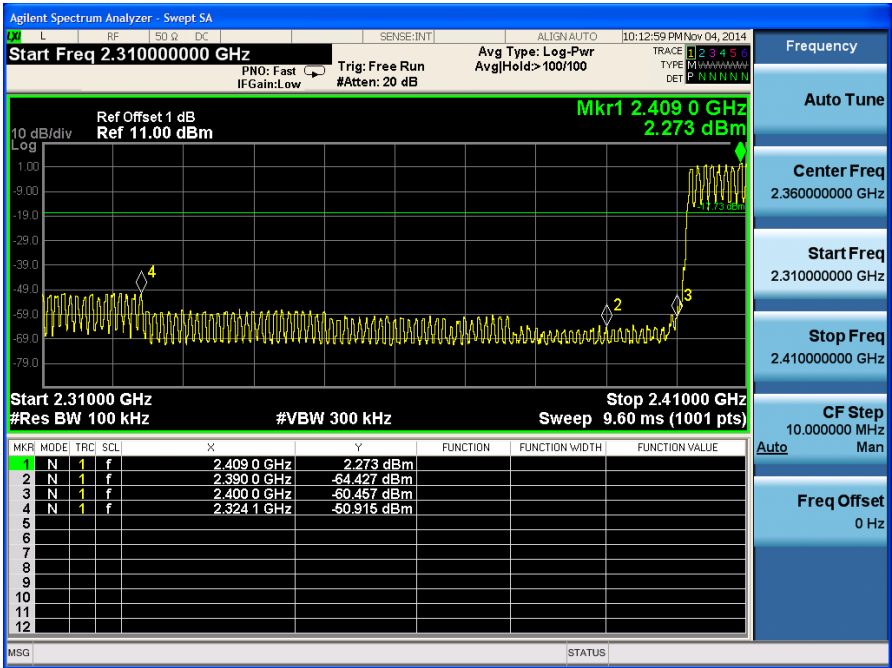 Agilent Spectrum Analyzer - Swept SA
LXI L RF 50 Ω DC SENSE:INT ALIGN AUTO 10:12:59 PM Nov 04, 2014
Start Freq 2.310000000 GHz
PNO: Fast
IFGain:Low
Trig: Free Run
#Atten: 20 dB
Avg Type: Log-Pwr
Avg|Hold:>100/100
TRACE 1 2 3 4 5 6
TYPE M
DET P N N N N N
Frequency
Auto Tune
Center Freq
2.360000000 GHz
Start Freq
2.310000000 GHz
Stop Freq
2.410000000 GHz
CF Step
10.000000 MHz
Auto Man
Freq Offset
0 Hz
Mkr1 2.409 0 GHz
2.273 dBm
Ref Offset 1 dB
10 dB/div Ref 11.00 dBm
Log
1.00
-9.00
-19.0
-29.0
-39.0
-49.0
-59.0
-69.0
-79.0
-17.73 dBm
4
2
3
Start 2.31000 GHz Stop 2.41000 GHz
#Res BW 100 kHz #VBW 300 kHz Sweep 9.60 ms (1001 pts)
MKR MODE TRC SCL X Y FUNCTION FUNCTION WIDTH FUNCTION VALUE
1 N 1 f 2.409 0 GHz 2.273 dBm
2 N 1 f 2.390 0 GHz -64.427 dBm
3 N 1 f 2.400 0 GHz -60.457 dBm
4 N 1 f 2.324 1 GHz -50.915 dBm
5
6
7
8
9
10
11
12
MSG STATUS